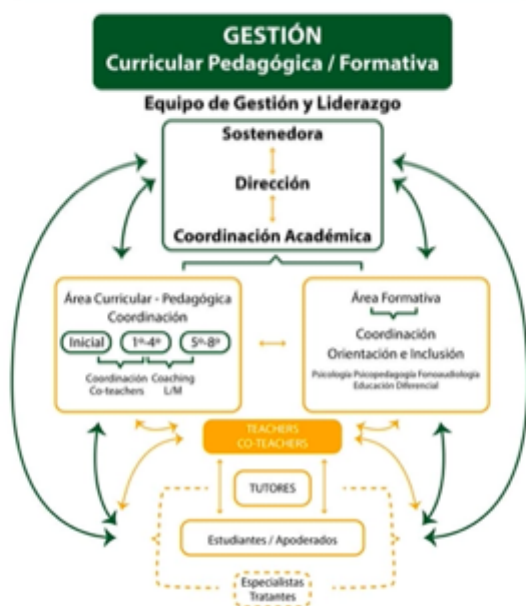 GESTIÓN
Curricular Pedagógica / Formativa
Equipo de Gestión y Liderazgo
Sostenedora
Dirección
Coordinación Académica
Área Curricular - Pedagógica
Coordinación
Inicial 1º-4º 5º-8º
Coordinación Coaching
Co-teachers L/M
Área Formativa
Coordinación
Orientación e Inclusión
Psicología Psicopedagogía Fonoaudiología
Educación Diferencial
TEACHERS
CO-TEACHERS
TUTORES
Estudiantes / Apoderados
Especialistas
Tratantes